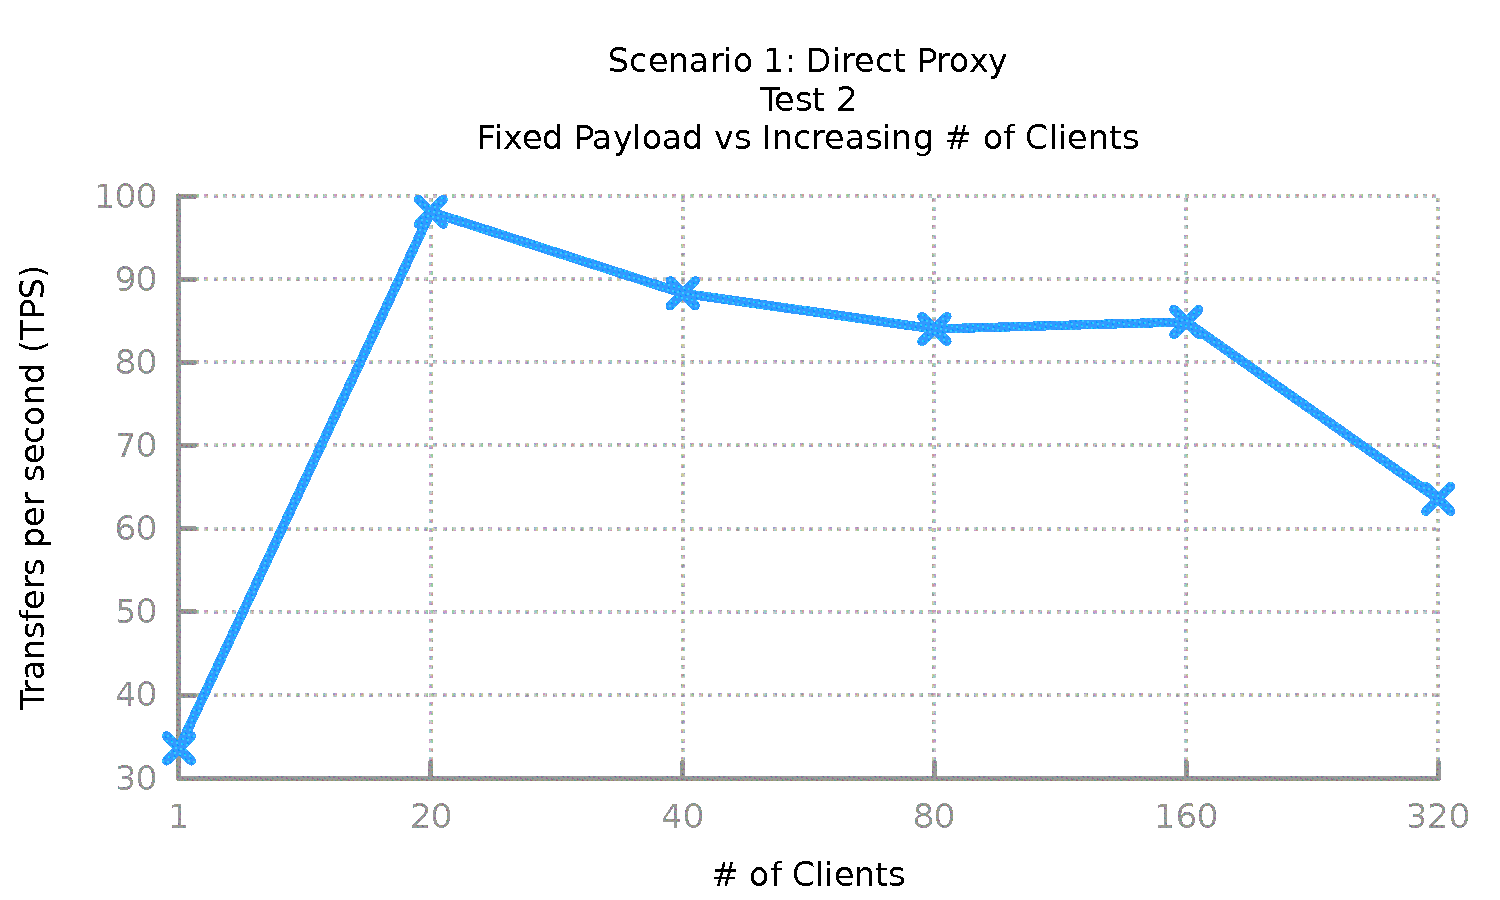 Scenario 1: Direct Proxy
Test 2
Fixed Payload vs Increasing # of Clients
Transfers per second (TPS)
100
90
80
70
60
50
40
30
1 20 40 80 160 320
# of Clients